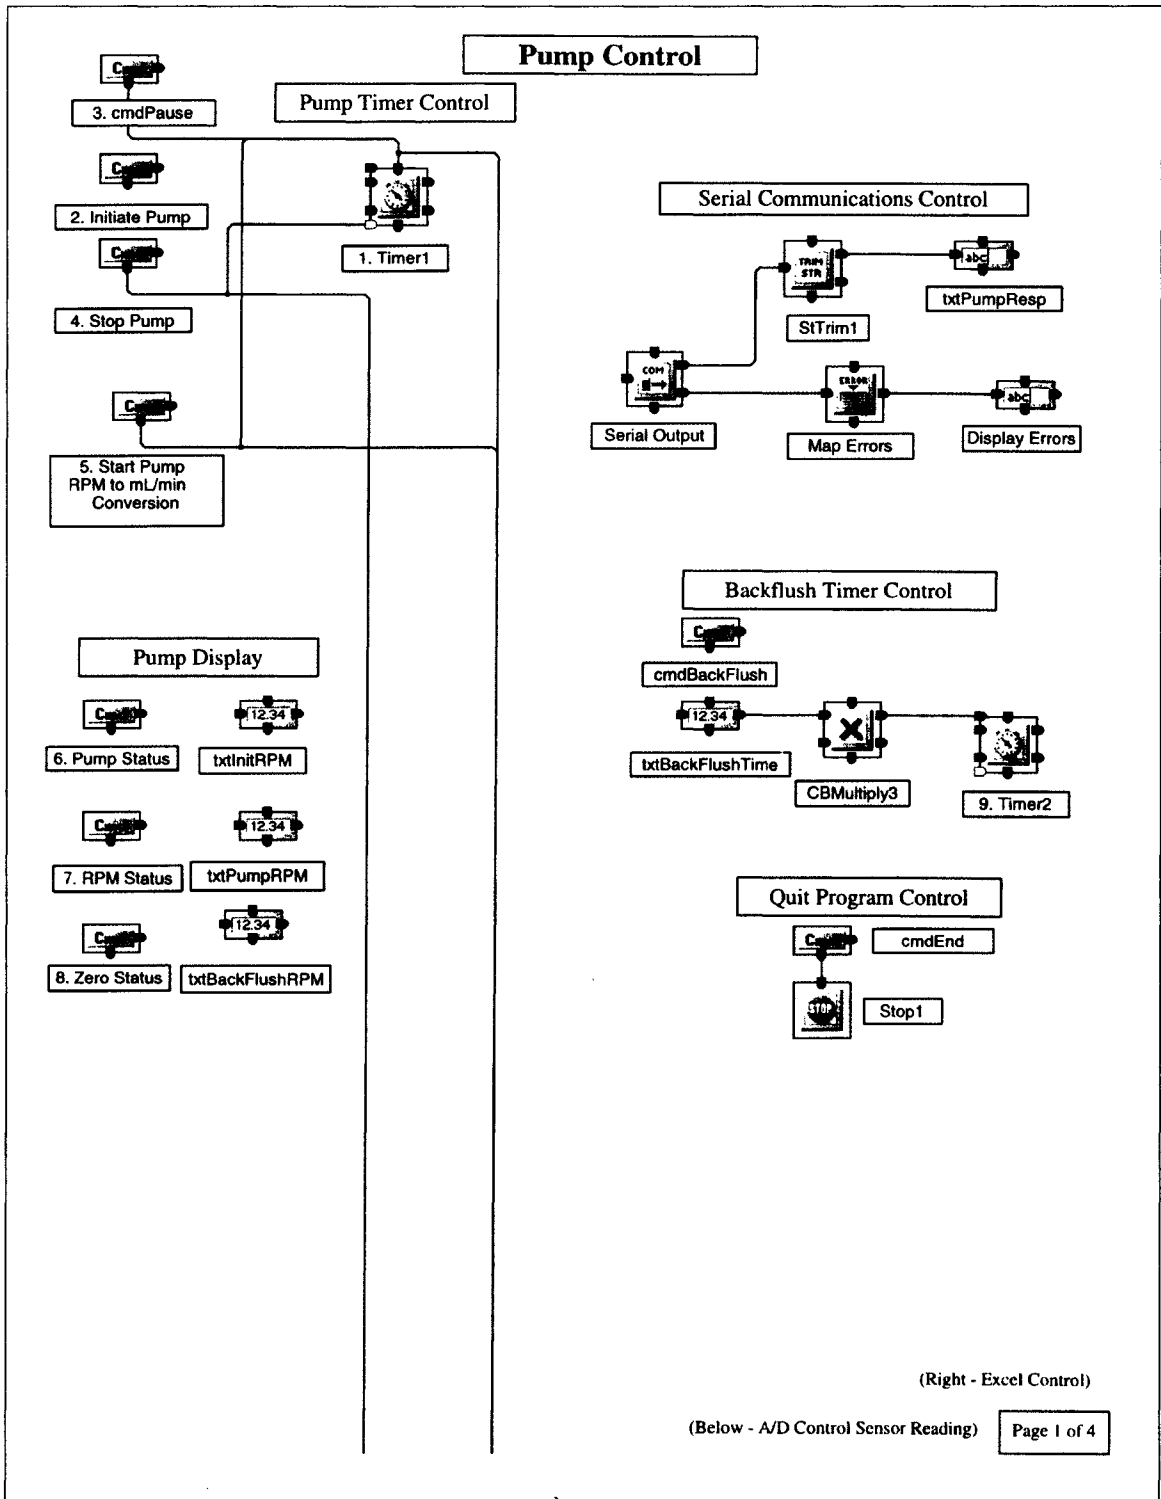 Pump Control
3. cmdPause
Pump Timer Control
2. Initiate Pump
1. Timer1
4. Stop Pump
5. Start Pump
RPM to mL/min
Conversion
Serial Communications Control
TRIM
STR
abc
txtPumpResp
StTrim1
COM
ERROR
abc
Serial Output
Map Errors
Display Errors
Backflush Timer Control
cmdBackFlush
12.34
txtBackFlushTime
CBMultiply3
9. Timer2
Pump Display
12.34
6. Pump Status
txtInitRPM
12.34
7. RPM Status
txtPumpRPM
12.34
8. Zero Status
txtBackFlushRPM
Quit Program Control
cmdEnd
STOP
Stop1
(Right - Excel Control)
(Below - A/D Control Sensor Reading)
Page 1 of 4